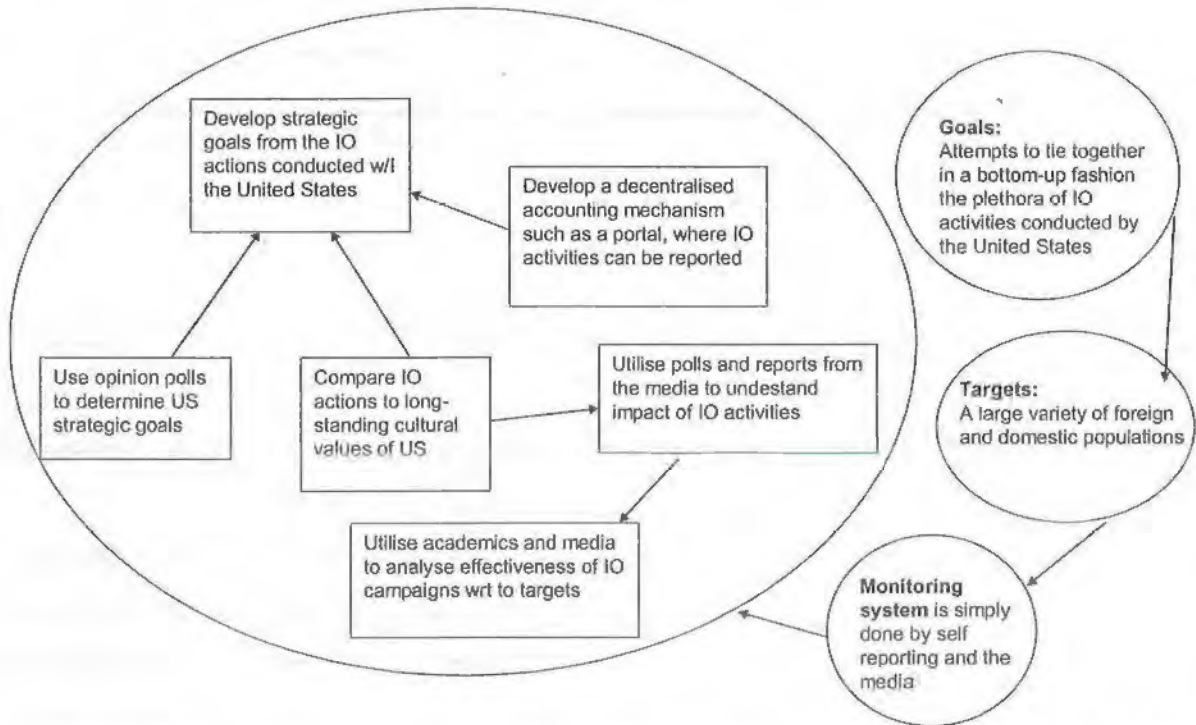 Develop strategic
goals from the IO
actions conducted w/I
the United States
Develop a decentralised
accounting mechanism
such as a portal, where IO
activities can be reported
Use opinion polls
to determine US
strategic goals
Compare IO
actions to long-
standing cultural
values of US
Utilise polls and reports from
the media to undestand
impact of IO activities
Utilise academics and media
to analyse effectiveness of IO
campaigns wrt to targets
Goals:
Attempts to tie together
in a bottom-up fashion
the plethora of IO
activities conducted by
the United States
Targets:
A large variety of foreign
and domestic populations
Monitoring
system is simply
done by self
reporting and the
media